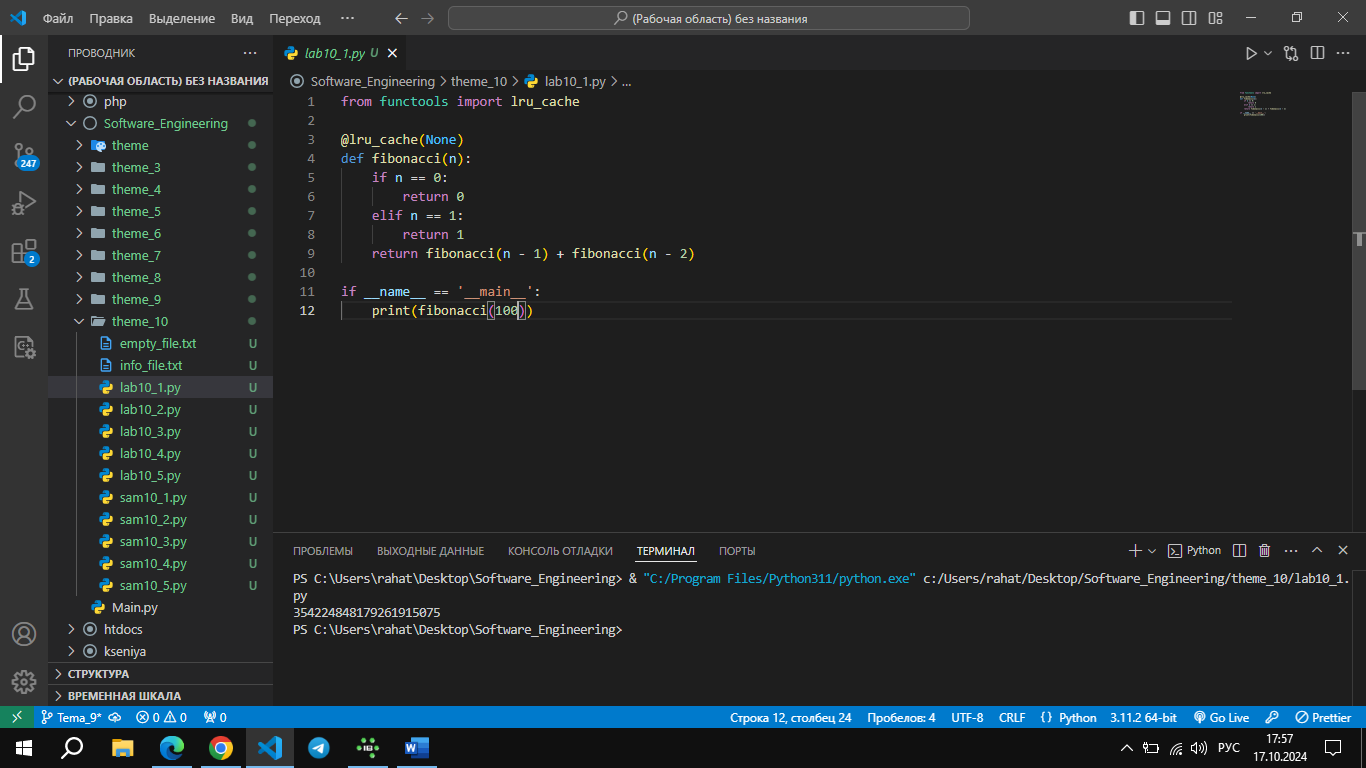 Файл Правка Выделение Вид Переход ··· (Рабочая область) без названия
ПРОВОДНИК ···
(РАБОЧАЯ ОБЛАСТЬ) БЕЗ НАЗВАНИЯ
php
Software_Engineering
theme
theme_3
theme_4
theme_5
theme_6
theme_7
theme_8
theme_9
theme_10
empty_file.txt U
info_file.txt U
lab10_1.py U
lab10_2.py U
lab10_3.py U
lab10_4.py U
lab10_5.py U
sam10_1.py U
sam10_2.py U
sam10_3.py U
sam10_4.py U
sam10_5.py U
Main.py
htdocs
kseniya
СТРУКТУРА
ВРЕМЕННАЯ ШКАЛА
247
2
lab10_1.py U
Software_Engineering > theme_10 > lab10_1.py > ...
1 from functools import lru_cache
2
3 @lru_cache(None)
4 def fibonacci(n):
5 if n == 0:
6 return 0
7 elif n == 1:
8 return 1
9 return fibonacci(n - 1) + fibonacci(n - 2)
10
11 if __name__ == '__main__':
12 print(fibonacci(100))
ПРОБЛЕМЫ ВЫХОДНЫЕ ДАННЫЕ КОНСОЛЬ ОТЛАДКИ ТЕРМИНАЛ ПОРТЫ Python
PS C:\Users\rahat\Desktop\Software_Engineering> & "C:/Program Files/Python311/python.exe" c:/Users/rahat/Desktop/Software_Engineering/theme_10/lab10_1.
py
354224848179261915075
PS C:\Users\rahat\Desktop\Software_Engineering>
Tema_9* 0 0 0 Строка 12, столбец 24 Пробелов: 4 UTF-8 CRLF Python 3.11.2 64-bit Go Live Prettier
РУС 17:57
17.10.2024